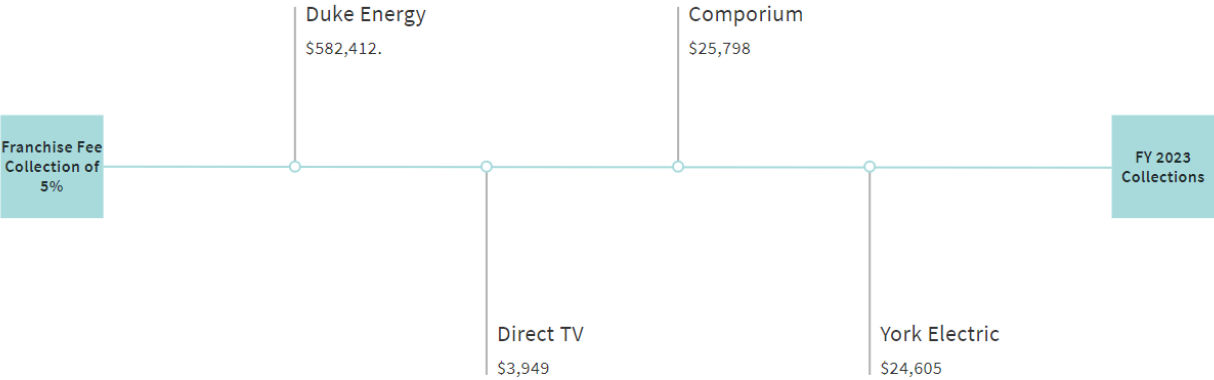 Duke Energy
$582,412.
Comporium
$25,798
Franchise Fee
Collection of
5%
FY 2023
Collections
Direct TV
$3,949
York Electric
$24,605